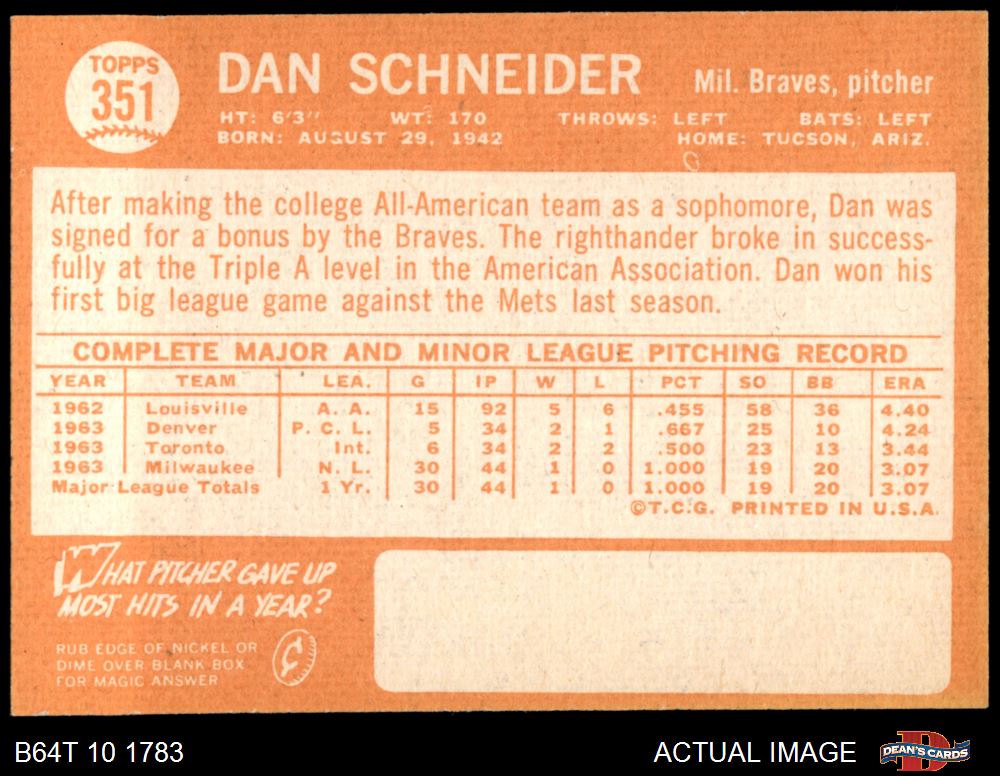 TOPPS
351
DAN SCHNEIDER
Mil. Braves, pitcher
HT: 6'3" WT: 170 THROWS: LEFT BATS: LEFT
BORN: AUGUST 29, 1942 HOME: TUCSON, ARIZ.
After making the college All-American team as a sophomore, Dan was
signed for a bonus by the Braves. The righthander broke in success-
fully at the Triple A level in the American Association. Dan won his
first big league game against the Mets last season.
COMPLETE MAJOR AND MINOR LEAGUE PITCHING RECORD
YEAR TEAM LEA. G IP W L PCT SO BB ERA
1962 Louisville A. A. 15 92 5 6 .455 58 36 4.40
1963 Denver P. C. L. 5 34 2 1 .667 25 10 4.24
1963 Toronto Int. 6 34 2 2 .500 23 13 3.44
1963 Milwaukee N. L. 30 44 1 0 1.000 19 20 3.07
Major League Totals 1 Yr. 30 44 1 0 1.000 19 20 3.07
©T.C.G. PRINTED IN U.S.A.
WHAT PITCHER GAVE UP
MOST HITS IN A YEAR?
RUB EDGE OF NICKEL OR
DIME OVER BLANK BOX
FOR MAGIC ANSWER
¢
B64T 10 1783
ACTUAL IMAGE
D
DEAN'S CARDS